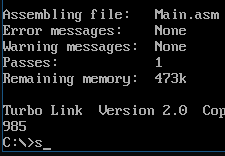 Assembling file:   Main.asm
Error messages:    None
Warning messages:  None
Passes:            1
Remaining memory:  473k
Turbo Link  Version 2.0  Cop
985
C:\>s_